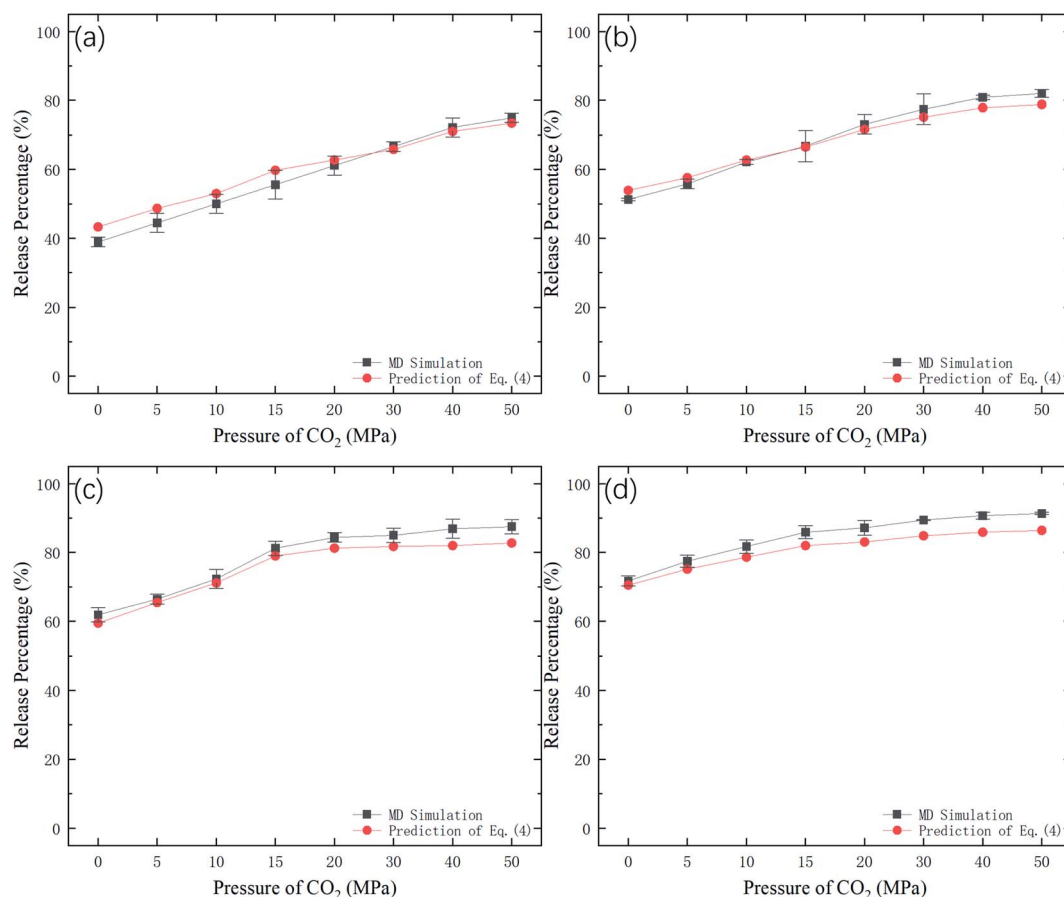 (a)
100
80
60
40
20
0
Release Percentage (%)
MD Simulation
Prediction of Eq. (4)
0 5 10 15 20 30 40 50
Pressure of CO₂ (MPa)
(b)
100
80
60
40
20
0
Release Percentage (%)
MD Simulation
Prediction of Eq. (4)
0 5 10 15 20 30 40 50
Pressure of CO₂ (MPa)
(c)
100
80
60
40
20
0
Release Percentage (%)
MD Simulation
Prediction of Eq. (4)
0 5 10 15 20 30 40 50
Pressure of CO₂ (MPa)
(d)
100
80
60
40
20
0
Release Percentage (%)
MD Simulation
Prediction of Eq. (4)
0 5 10 15 20 30 40 50
Pressure of CO₂ (MPa)